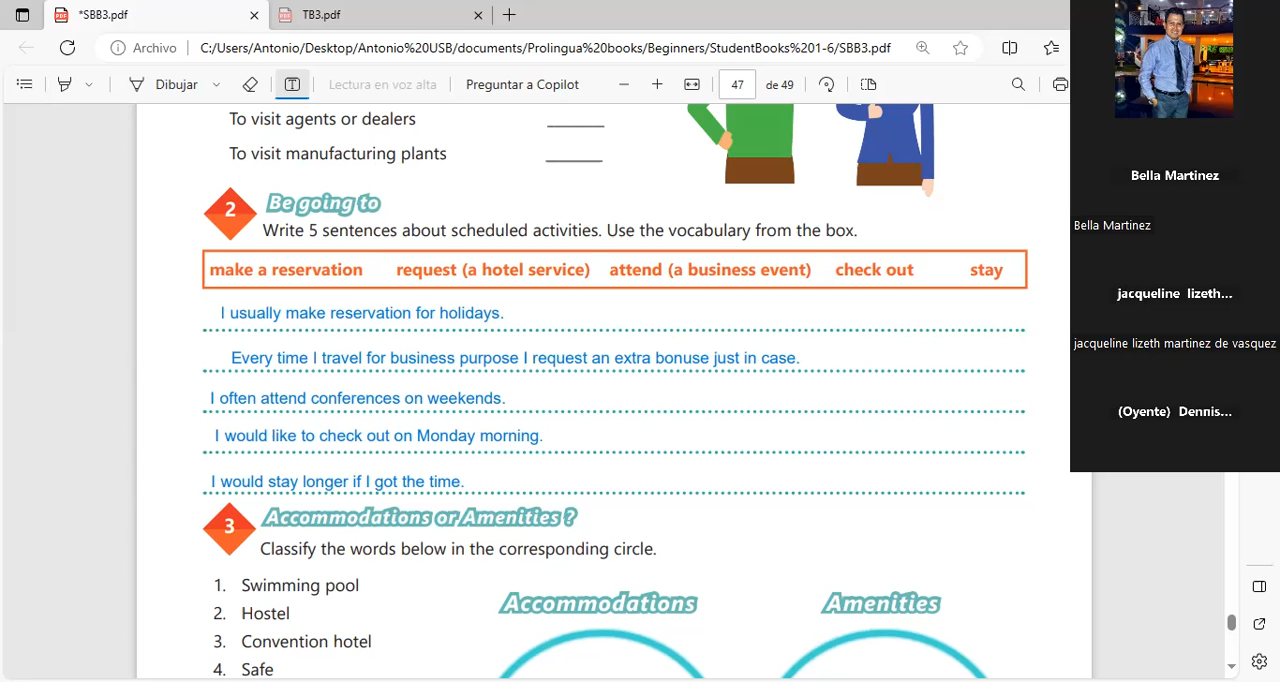 *SBB3.pdf
TB3.pdf
Archivo
C:/Users/Antonio/Desktop/Antonio%20USB/documents/Prolingua%20books/Beginners/StudentBooks%201-6/SBB3.pdf
Dibujar
Lectura en voz alta
Preguntar a Copilot
47
de 49
To visit agents or dealers
To visit manufacturing plants
2
Be going to
Write 5 sentences about scheduled activities. Use the vocabulary from the box.
make a reservation request (a hotel service) attend (a business event) check out stay
I usually make reservation for holidays.
Every time I travel for business purpose I request an extra bonuse just in case.
I often attend conferences on weekends.
I would like to check out on Monday morning.
I would stay longer if I got the time.
3
Accommodations or Amenities ?
Classify the words below in the corresponding circle.
1. Swimming pool
2. Hostel
3. Convention hotel
4. Safe
Accommodations
Amenities
Bella Martinez
Bella Martinez
jacqueline lizeth...
jacqueline lizeth martinez de vasquez
(Oyente) Dennis...